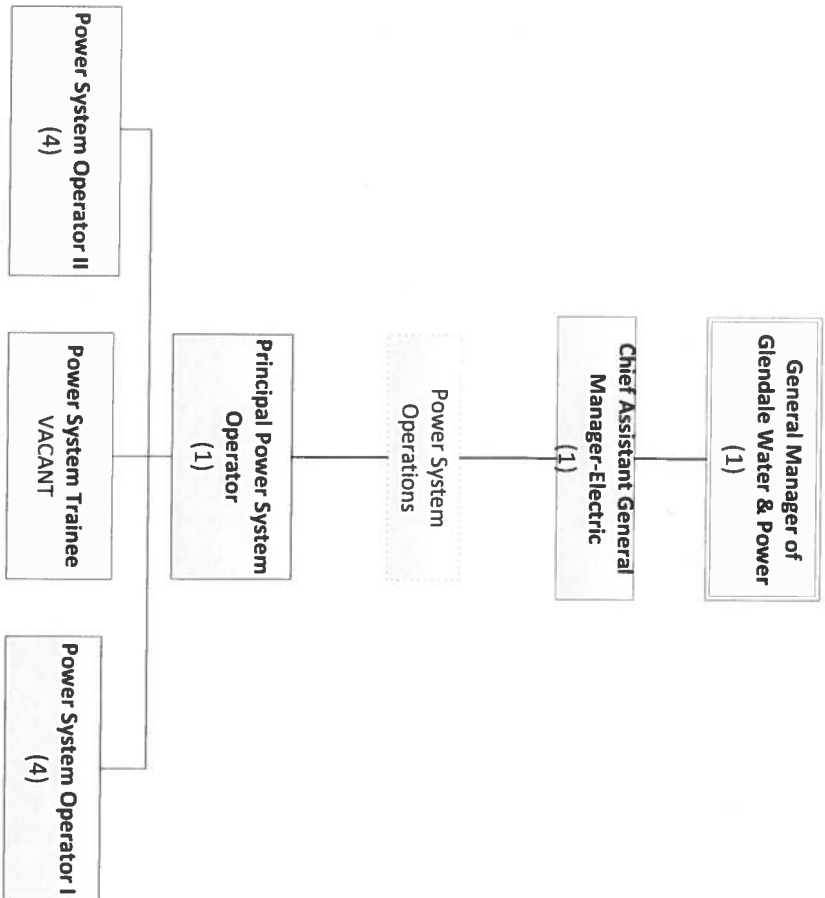 General Manager of
Glendale Water & Power
(1)
Chief Assistant General
Manager-Electric
(1)
Power System
Operations
Principal Power System
Operator
(1)
Power System Operator II
(4)
Power System Trainee
VACANT
Power System Operator I
(4)